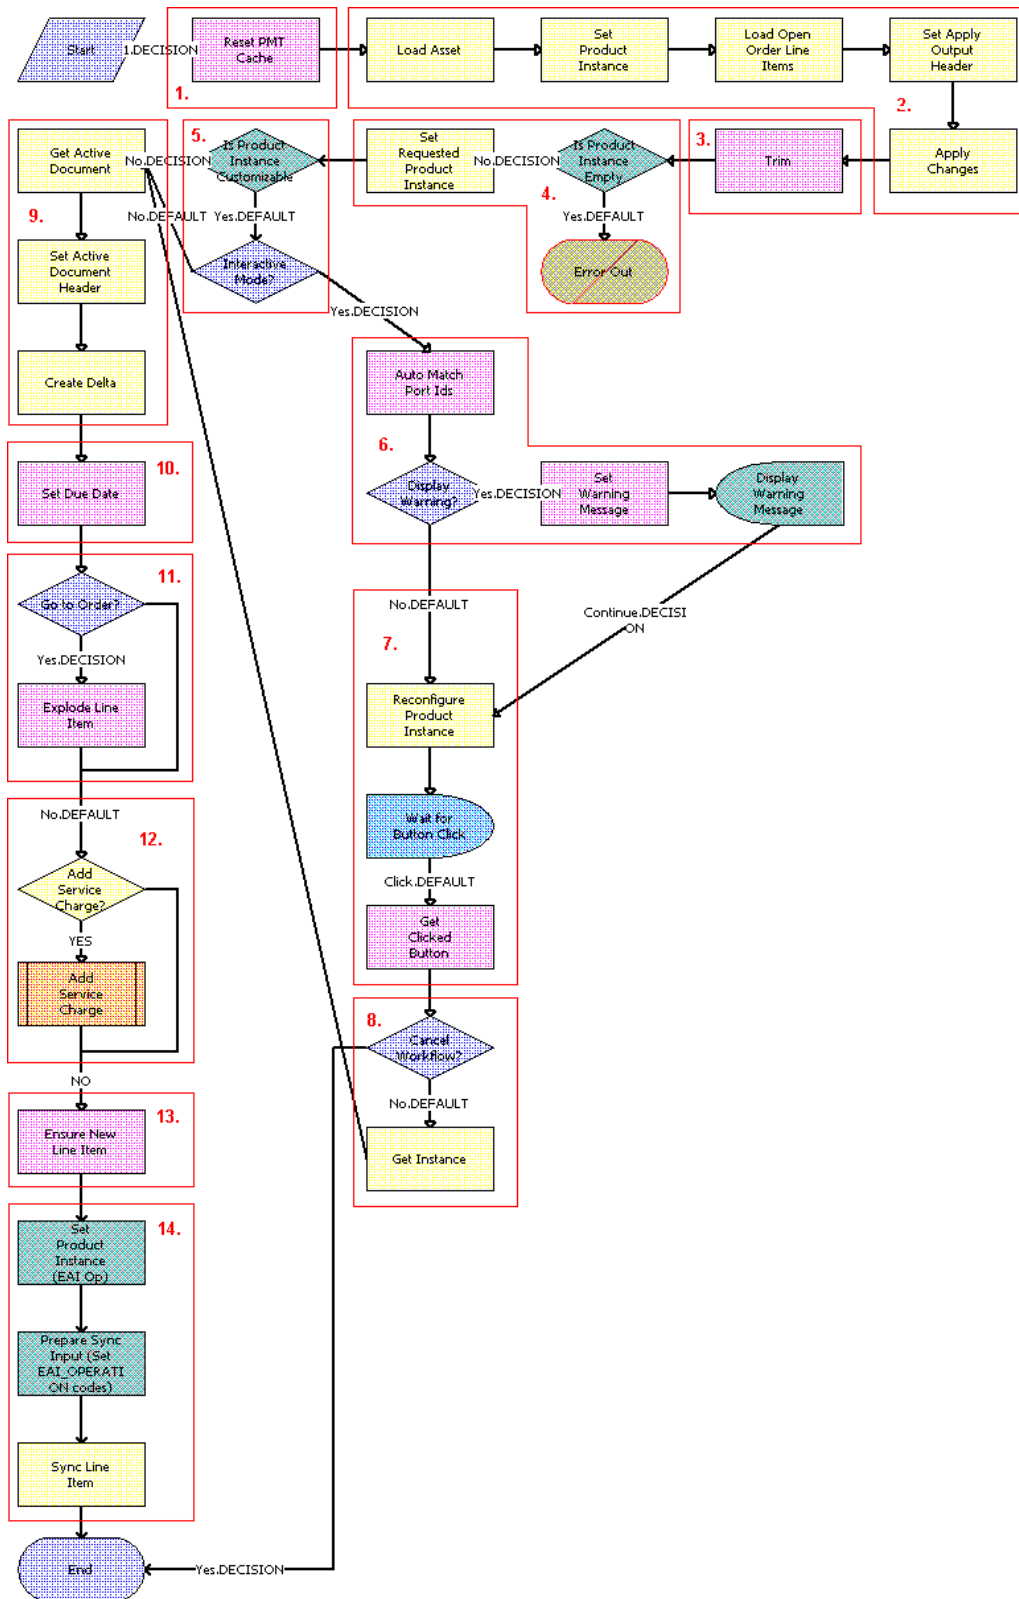 Start
1.DECISION
Reset PMT
Cache
1.
Load Asset
Set
Product
Instance
Load Open
Order Line
Items
Set Apply
Output
Header
2.
Apply
Changes
3.
Trim
Is Product
Instance
Empty
4.
No.DECISION
Yes.DEFAULT
Error Out
Set
Requested
Product
Instance
5.
Is Product
Instance
Customizable
No.DECISION
Yes.DEFAULT
Interactive
Mode?
No.DEFAULT
Yes.DECISION
Get Active
Document
9.
Set Active
Document
Header
Create Delta
Auto Match
Port Ids
6.
Display
Warning?
Yes.DECISION
Set
Warning
Message
Display
Warning
Message
No.DEFAULT
Continue.DECISI
ON
7.
Reconfigure
Product
Instance
Wait for
Button Click
Click.DEFAULT
Get
Clicked
Button
8.
Cancel
Workflow?
No.DEFAULT
Get Instance
10.
Set Due Date
11.
Go to Order?
Yes.DECISION
Explode Line
Item
No.DEFAULT
12.
Add
Service
Charge?
YES
Add
Service
Charge
NO
13.
Ensure New
Line Item
14.
Set
Product
Instance
(EAI Op)
Prepare Sync
Input (Set
EAI_OPERATI
ON codes)
Sync Line
Item
End
Yes.DECISION